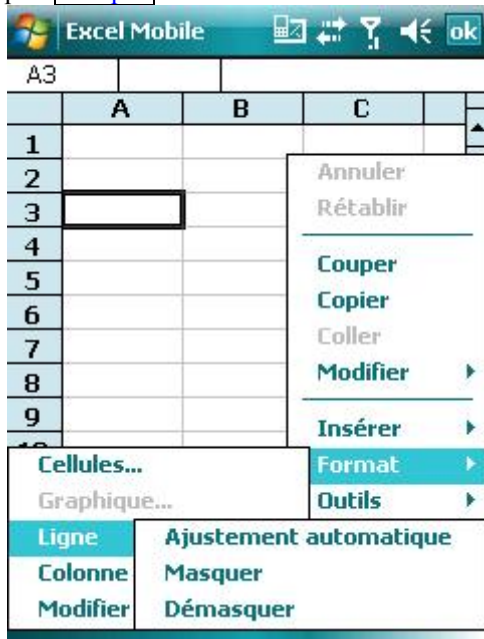 Excel Mobile ok
A3
A B C
1
2
3
4
5
6
7
8
9
Annuler
Rétablir
Couper
Copier
Coller
Modifier
Insérer
Format
Outils
Cellules...
Graphique...
Ligne
Colonne
Modifier
Ajustement automatique
Masquer
Démasquer